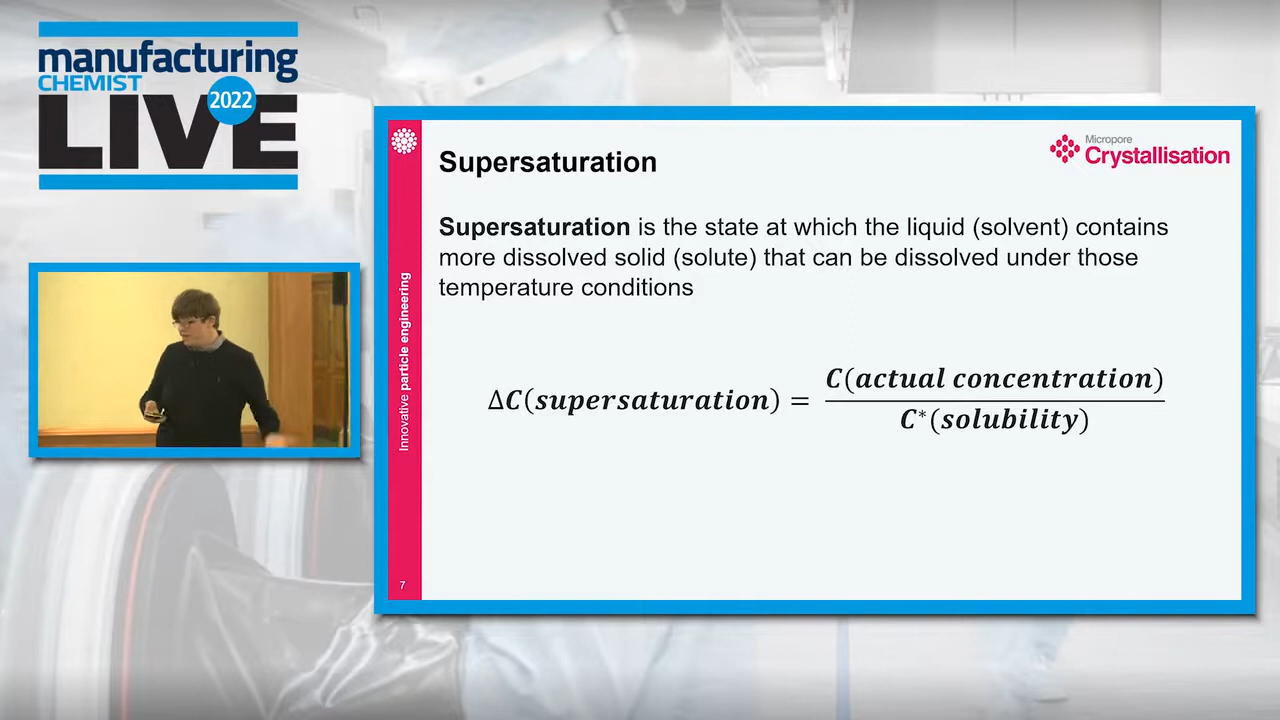 manufacturing
CHEMIST
2022
LIVE
Supersaturation
Micropore
Crystallisation
Supersaturation is the state at which the liquid (solvent) contains
more dissolved solid (solute) that can be dissolved under those
temperature conditions
ΔC(supersaturation) = C(actual concentration) / C*(solubility)
Innovative particle engineering
7